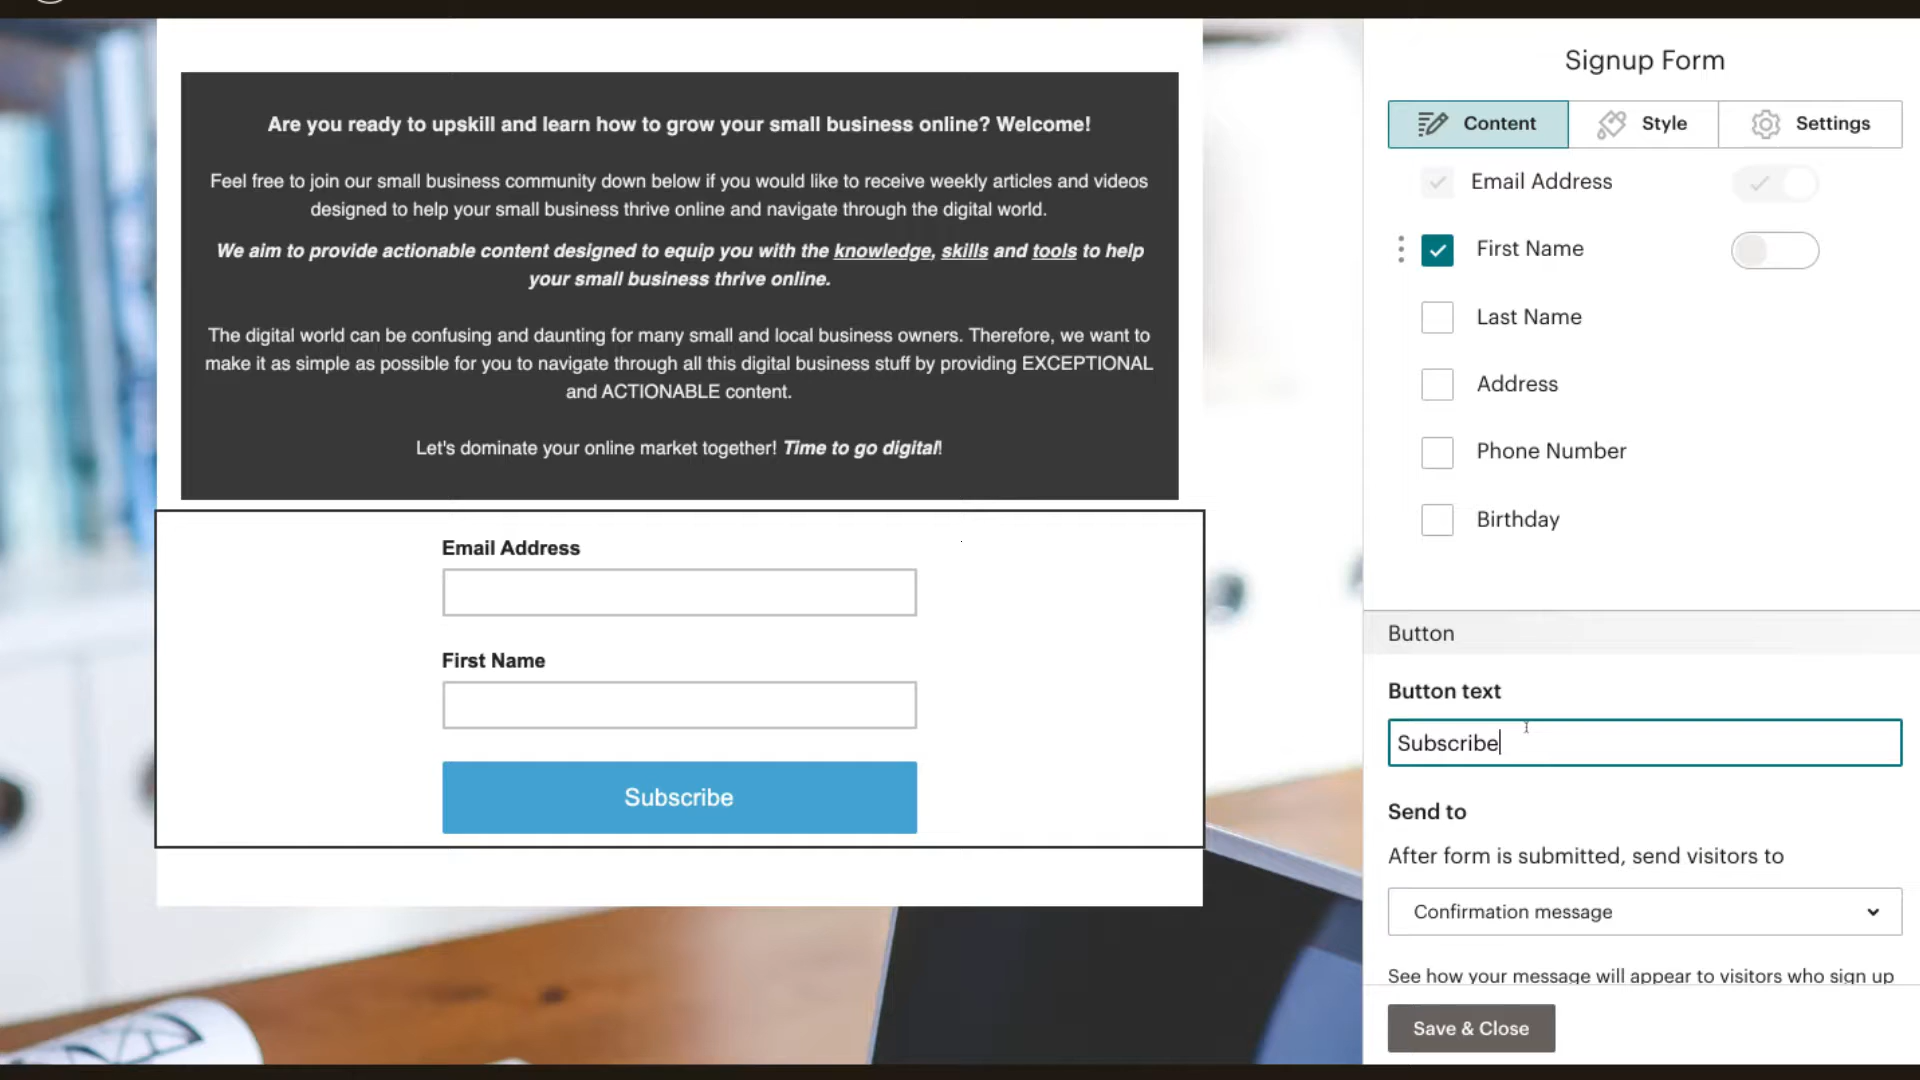 Are you ready to upskill and learn how to grow your small business online? Welcome!
Feel free to join our small business community down below if you would like to receive weekly articles and videos
designed to help your small business thrive online and navigate through the digital world.
We aim to provide actionable content designed to equip you with the knowledge, skills and tools to help
your small business thrive online.
The digital world can be confusing and daunting for many small and local business owners. Therefore, we want to
make it as simple as possible for you to navigate through all this digital business stuff by providing EXCEPTIONAL
and ACTIONABLE content.
Let's dominate your online market together! Time to go digital!
Email Address
First Name
Subscribe
Signup Form
Content
Style
Settings
Email Address
First Name
Last Name
Address
Phone Number
Birthday
Button
Button text
Subscribe
Send to
After form is submitted, send visitors to
Confirmation message
See how your message will appear to visitors who sign up
Save & Close